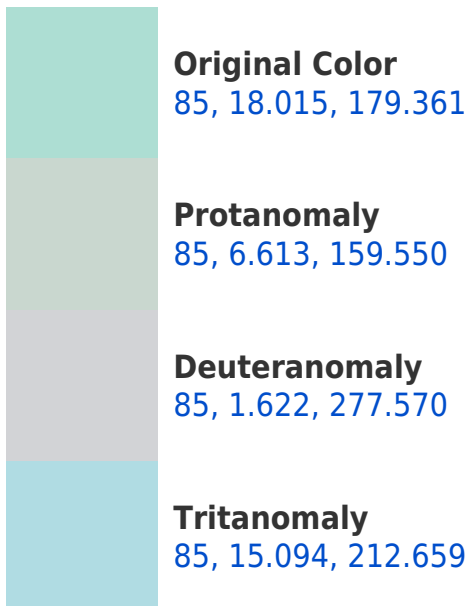 Original Color
85, 18.015, 179.361
Protanomaly
85, 6.613, 159.550
Deuteranomaly
85, 1.622, 277.570
Tritanomaly
85, 15.094, 212.659